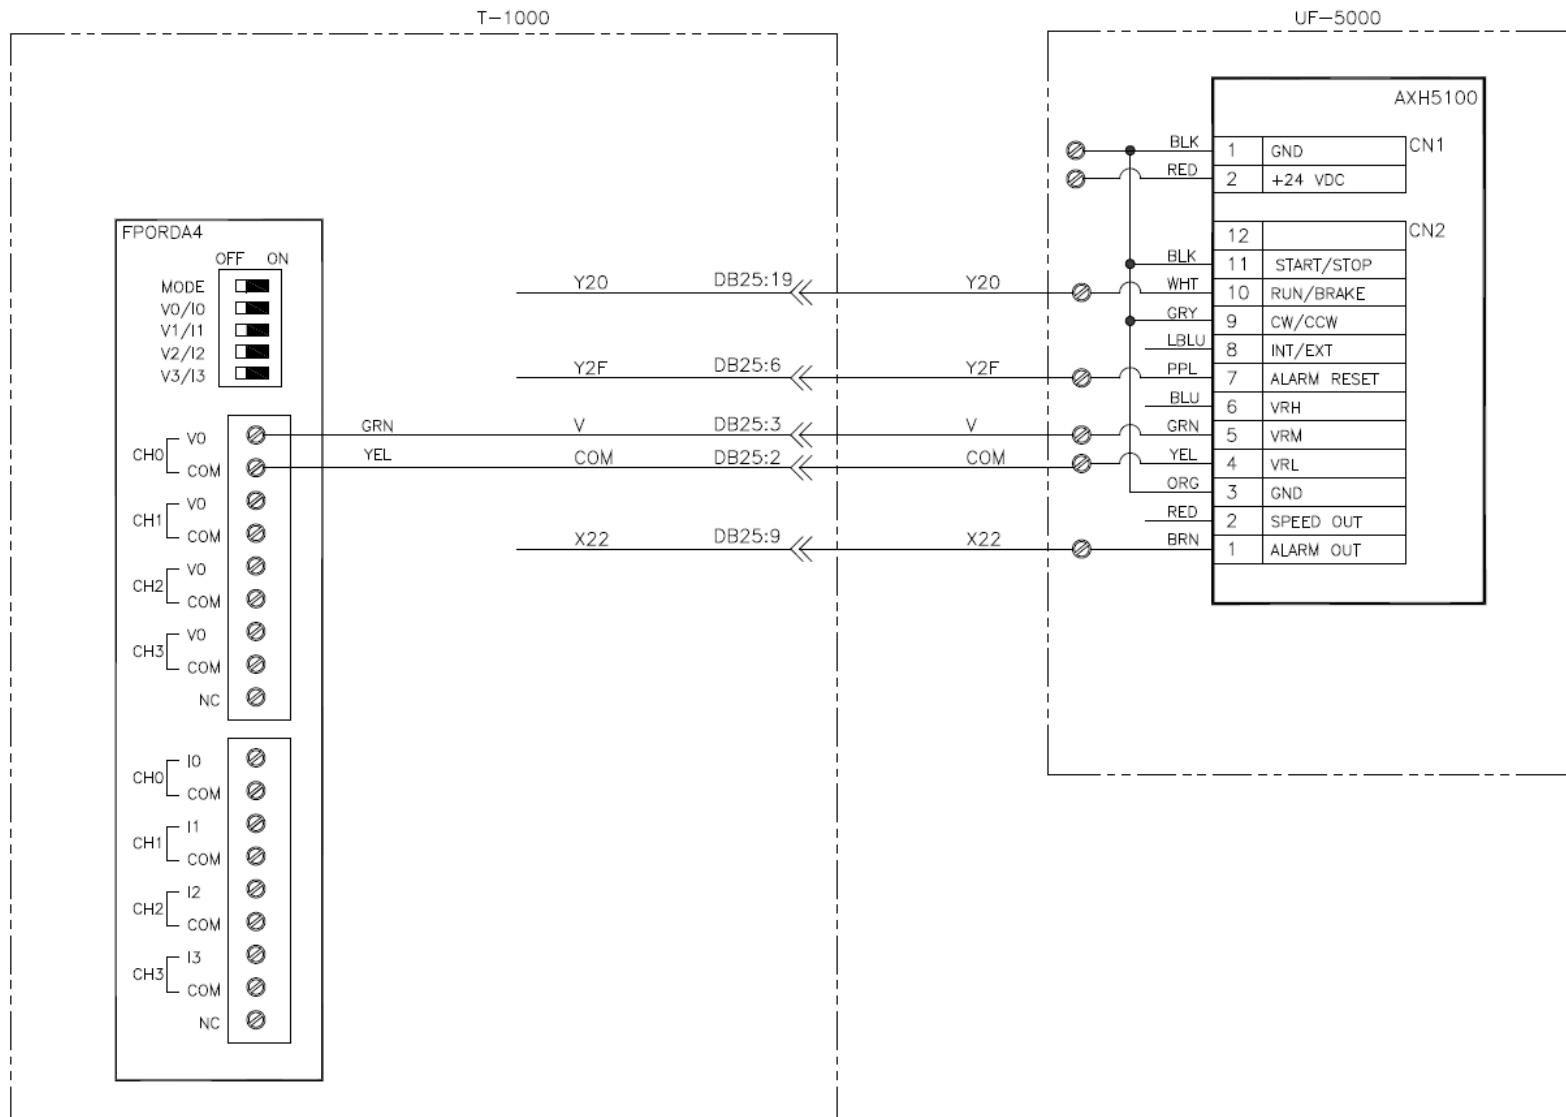 T-1000
UF-5000
AXH5100
BLK 1 GND CN1
RED 2 +24 VDC
FPORDA4
OFF ON
MODE
V0/I0
V1/I1
V2/I2
V3/I3
12 CN2
BLK 11 START/STOP
Y20 DB25:19 Y20 WHT 10 RUN/BRAKE
GRY 9 CW/CCW
LBLU 8 INT/EXT
Y2F DB25:6 Y2F PPL 7 ALARM RESET
BLU 6 VRH
CH0 V0 GRN V DB25:3 V GRN 5 VRM
COM YEL COM DB25:2 COM YEL 4 VRL
ORG 3 GND
RED 2 SPEED OUT
X22 DB25:9 X22 BRN 1 ALARM OUT
CH1 V0
COM
CH2 V0
COM
CH3 V0
COM
NC
CH0 I0
COM
CH1 I1
COM
CH2 I2
COM
CH3 I3
COM
NC